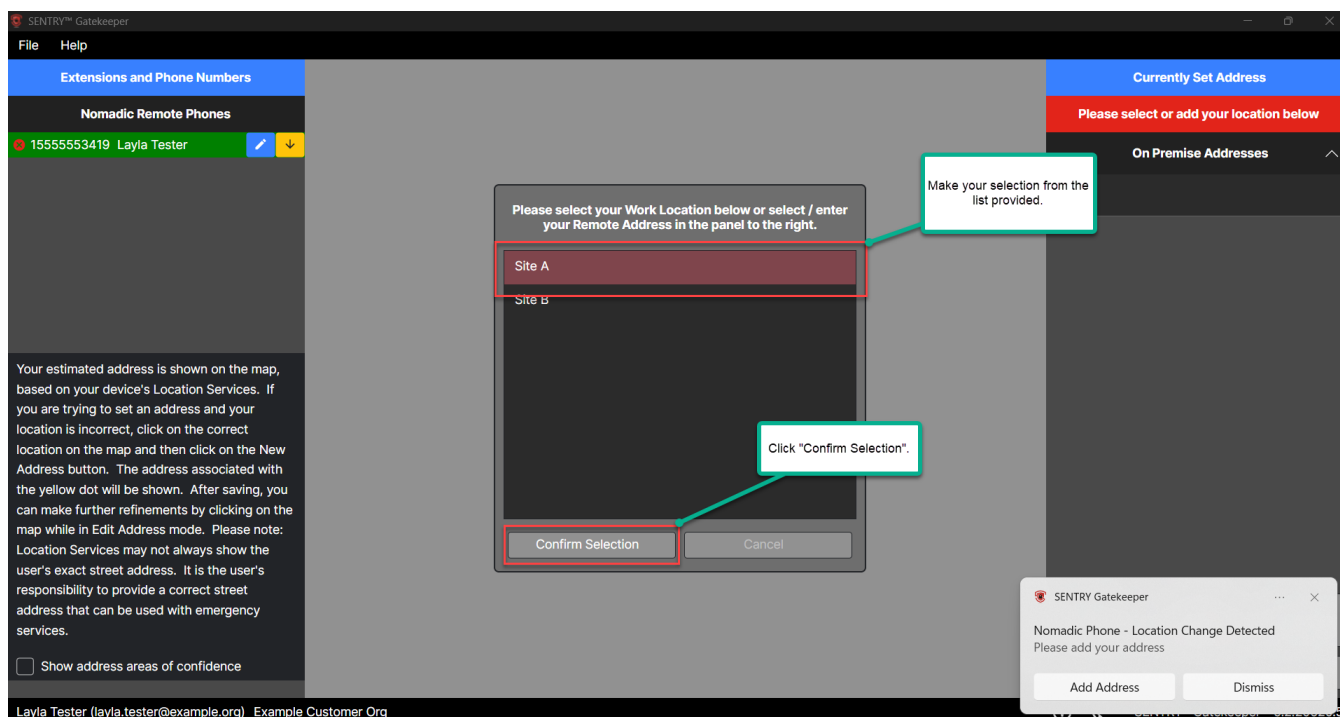 SENTRY™ Gatekeeper
File Help
Extensions and Phone Numbers
Nomadic Remote Phones
15555553419 Layla Tester
Currently Set Address
Please select or add your location below
On Premise Addresses
Make your selection from the
list provided.
Please select your Work Location below or select / enter
your Remote Address in the panel to the right.
Site A
Site B
Click "Confirm Selection".
Confirm Selection
Cancel
Your estimated address is shown on the map,
based on your device's Location Services. If
you are trying to set an address and your
location is incorrect, click on the correct
location on the map and then click on the New
Address button. The address associated with
the yellow dot will be shown. After saving, you
can make further refinements by clicking on the
map while in Edit Address mode. Please note:
Location Services may not always show the
user's exact street address. It is the user's
responsibility to provide a correct street
address that can be used with emergency
services.
Show address areas of confidence
SENTRY Gatekeeper
Nomadic Phone - Location Change Detected
Please add your address
Add Address
Dismiss
Layla Tester (layla.tester@example.org) Example Customer Org